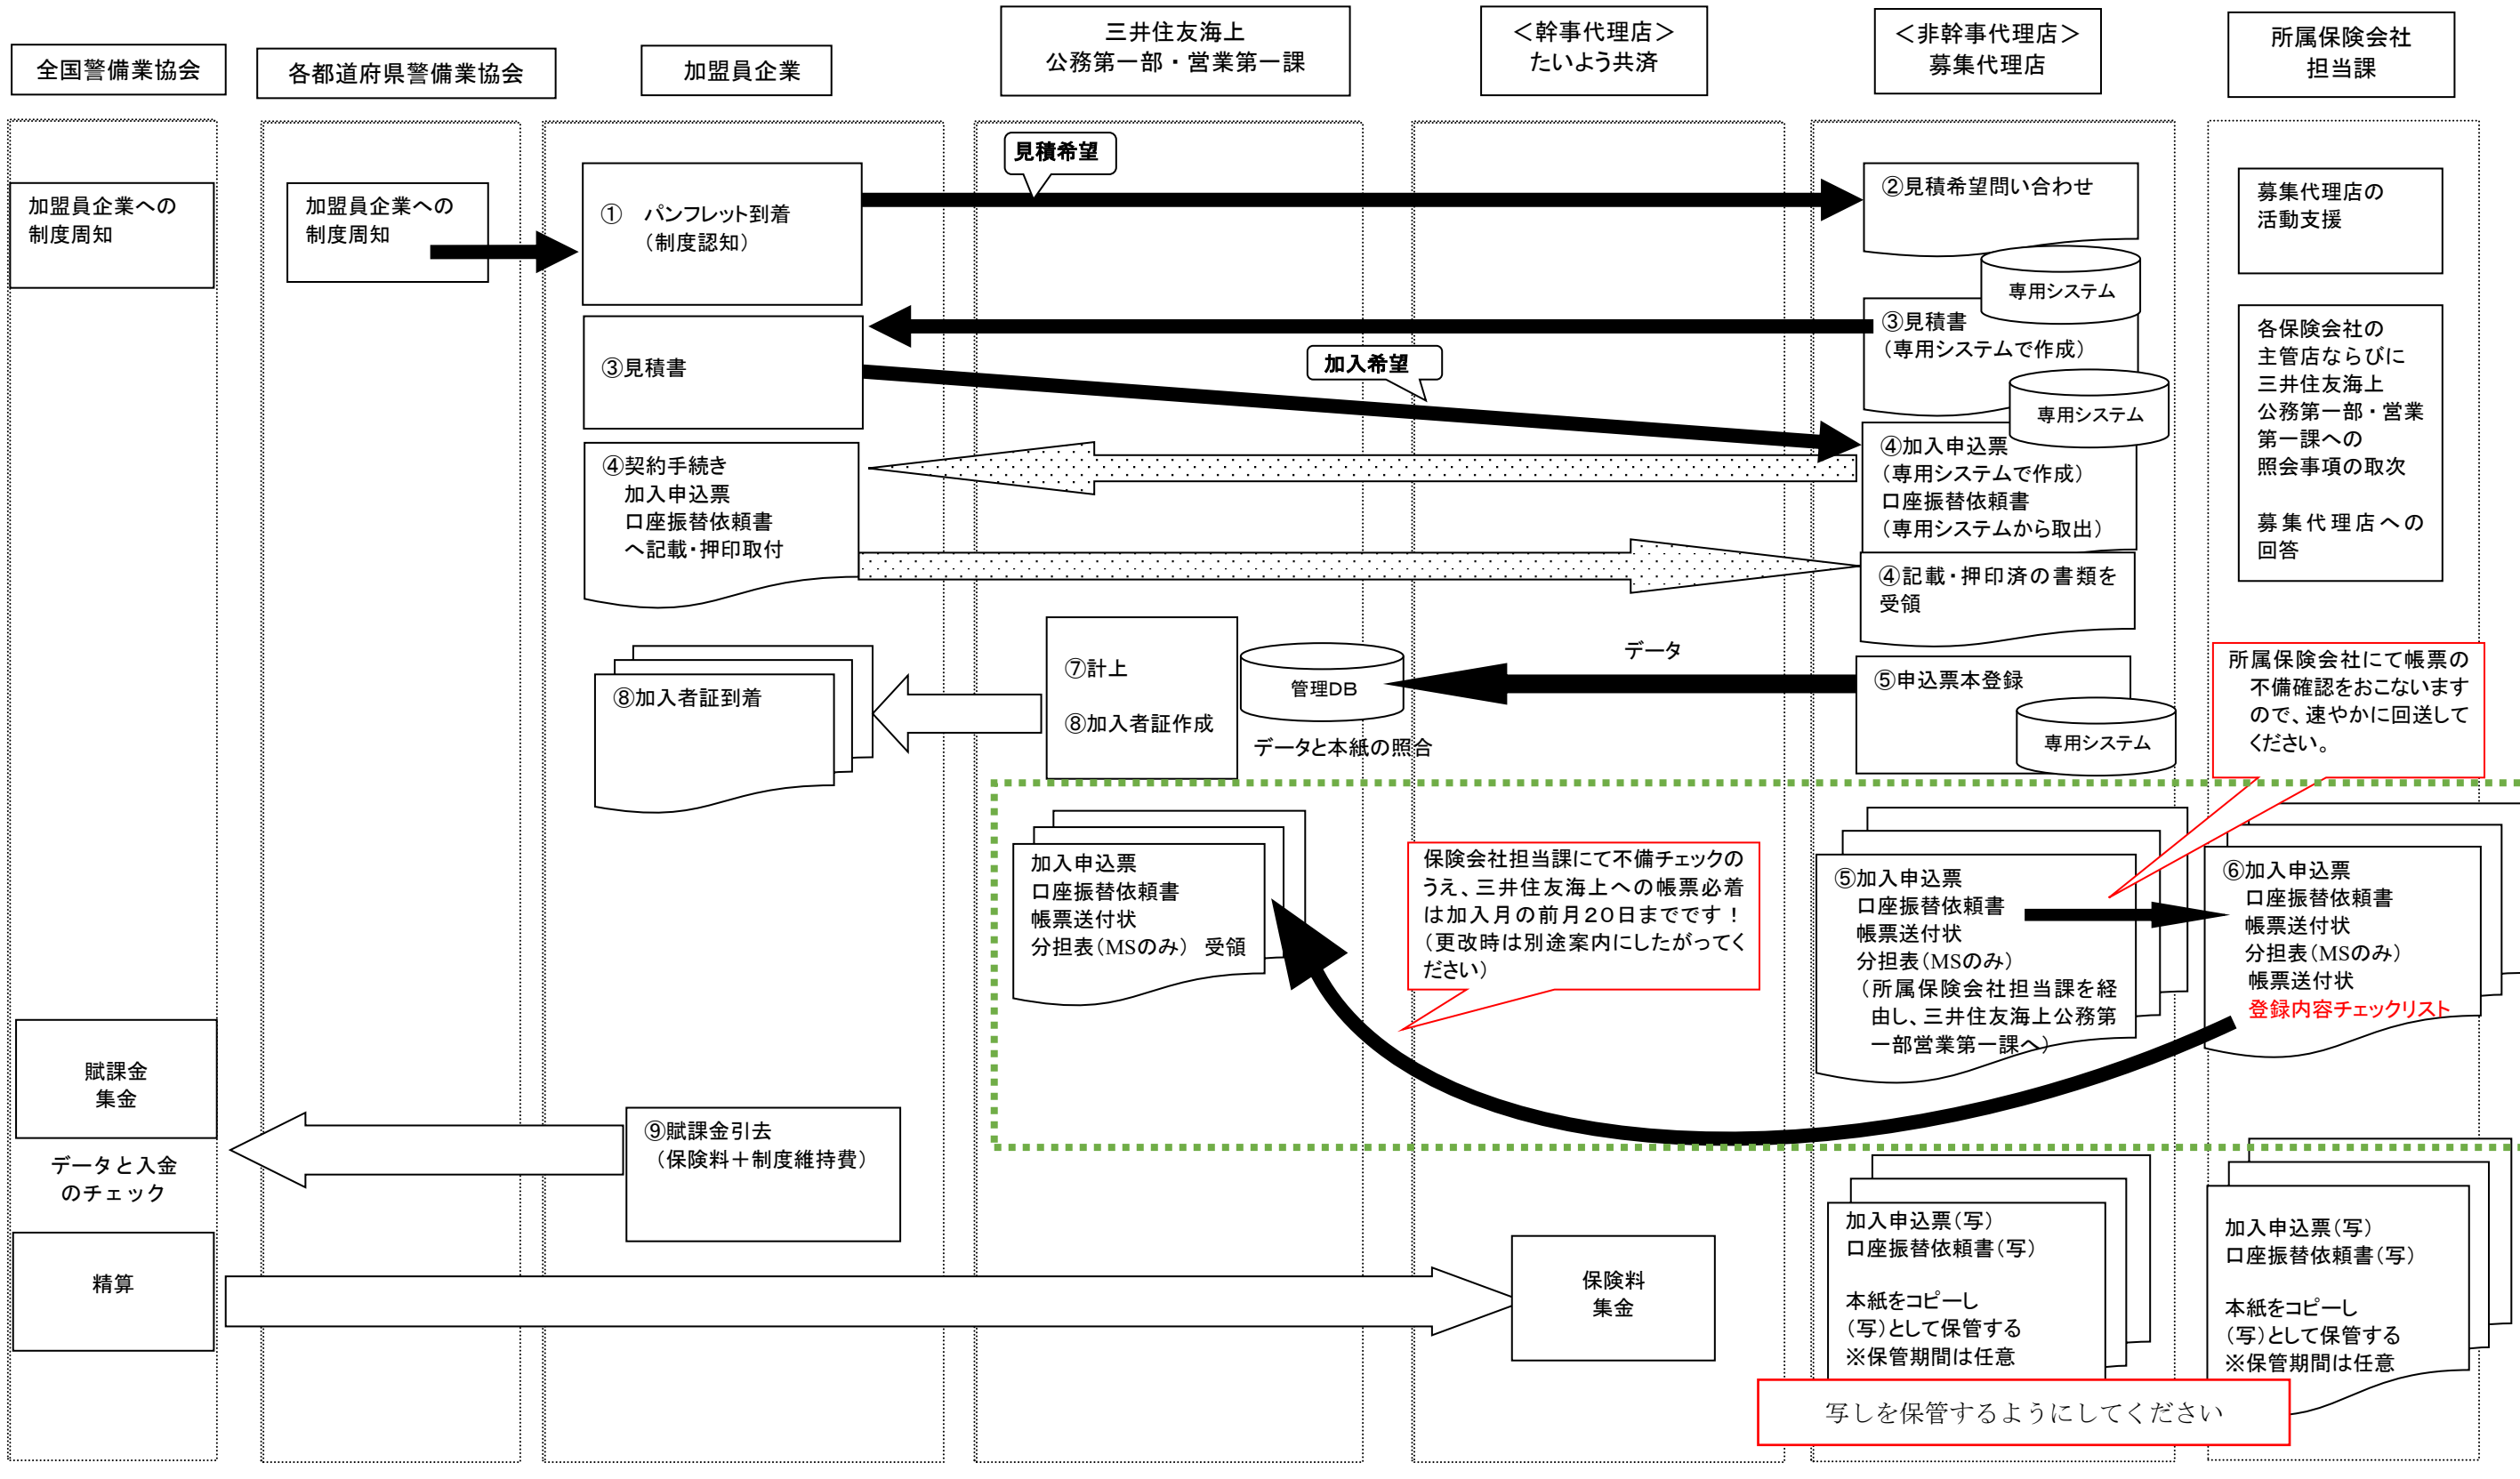 全国警備業協会
各都道府県警備業協会
加盟員企業
三井住友海上
公務第一部・営業第一課
＜幹事代理店＞
たいよう共済
＜非幹事代理店＞
募集代理店
所属保険会社
担当課
加盟員企業への
制度周知
加盟員企業への
制度周知
①　パンフレット到着
（制度認知）
見積希望
②見積希望問い合わせ
専用システム
募集代理店の
活動支援
③見積書
加入希望
③見積書
（専用システムで作成）
専用システム
各保険会社の
主管店ならびに
三井住友海上
公務第一部・営業
第一課への
照会事項の取次
募集代理店への
回答
④契約手続き
加入申込票
口座振替依頼書
へ記載・押印取付
④加入申込票
（専用システムで作成）
口座振替依頼書
（専用システムから取出）
④記載・押印済の書類を
受領
⑧加入者証到着
⑦計上
⑧加入者証作成
管理ＤＢ
データと本紙の照合
データ
⑤申込票本登録
専用システム
所属保険会社にて帳票の
不備確認をおこないます
ので、速やかに回送して
ください。
加入申込票
口座振替依頼書
帳票送付状
分担表（MSのみ）　受領
保険会社担当課にて不備チェックの
うえ、三井住友海上への帳票必着
は加入月の前月２０日までです！
（更改時は別途案内にしたがってく
ださい）
⑤加入申込票
口座振替依頼書
帳票送付状
分担表（MSのみ）
（所属保険会社担当課を経
由し、三井住友海上公務第
一部営業第一課へ）
⑥加入申込票
口座振替依頼書
帳票送付状
分担表（MSのみ）
帳票送付状
登録内容チェックリスト
賦課金
集金
データと入金
のチェック
精算
⑨賦課金引去
（保険料＋制度維持費）
保険料
集金
加入申込票（写）
口座振替依頼書（写）
本紙をコピーし
（写）として保管する
※保管期間は任意
加入申込票（写）
口座振替依頼書（写）
本紙をコピーし
（写）として保管する
※保管期間は任意
写しを保管するようにしてください